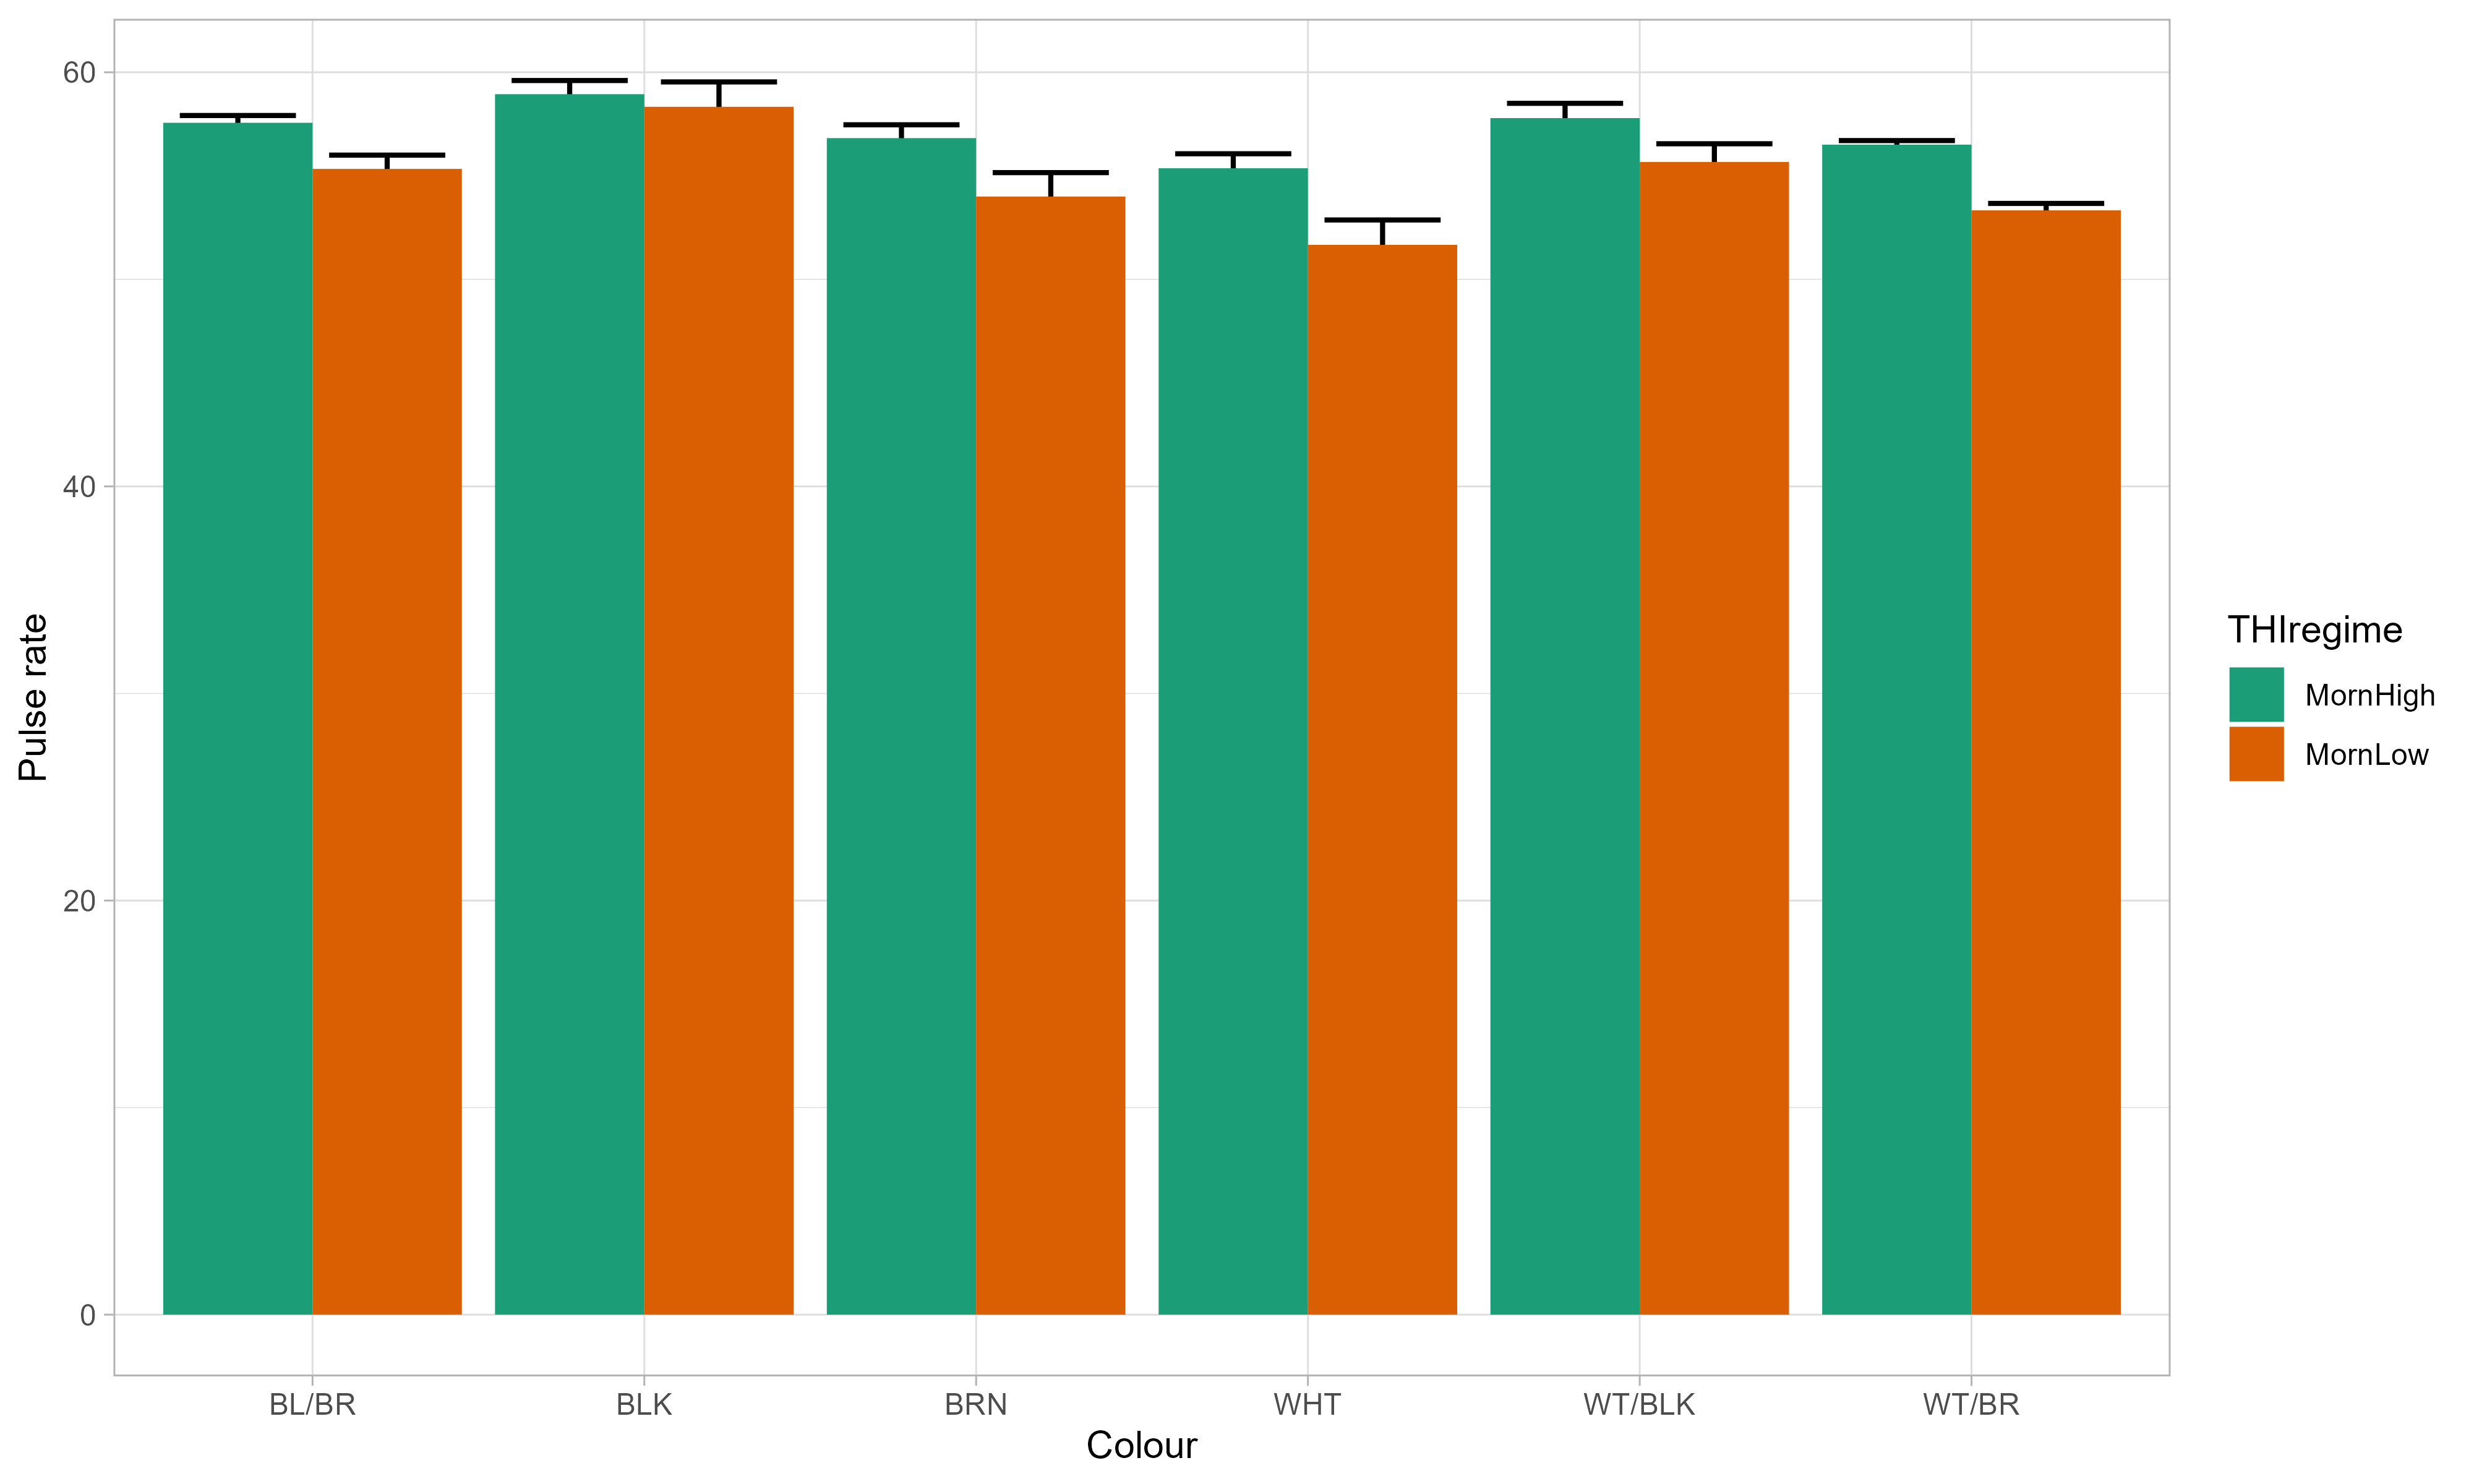 60
40
20
0
Pulse rate
BL/BR BLK BRN WHT WT/BLK WT/BR
Colour
THIregime
MornHigh
MornLow